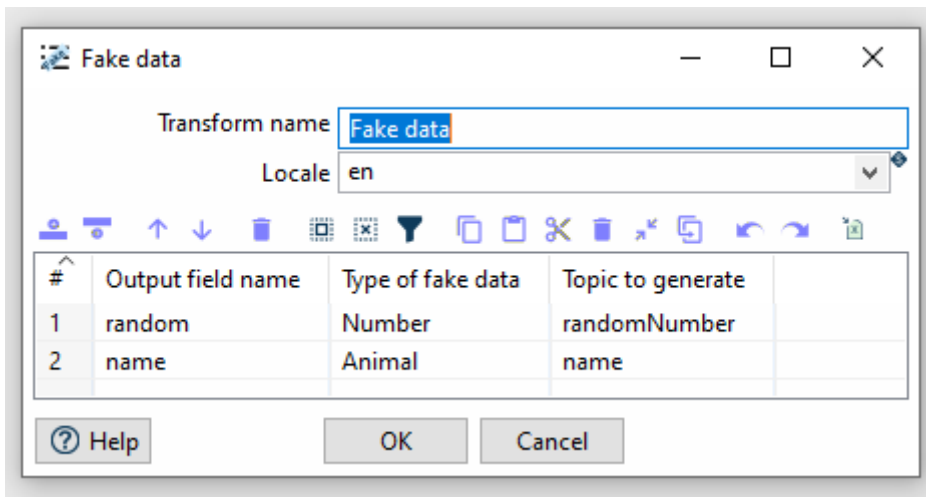 Fake data
Transform name Fake data
Locale en
# Output field name Type of fake data Topic to generate
1 random Number randomNumber
2 name Animal name
Help OK Cancel